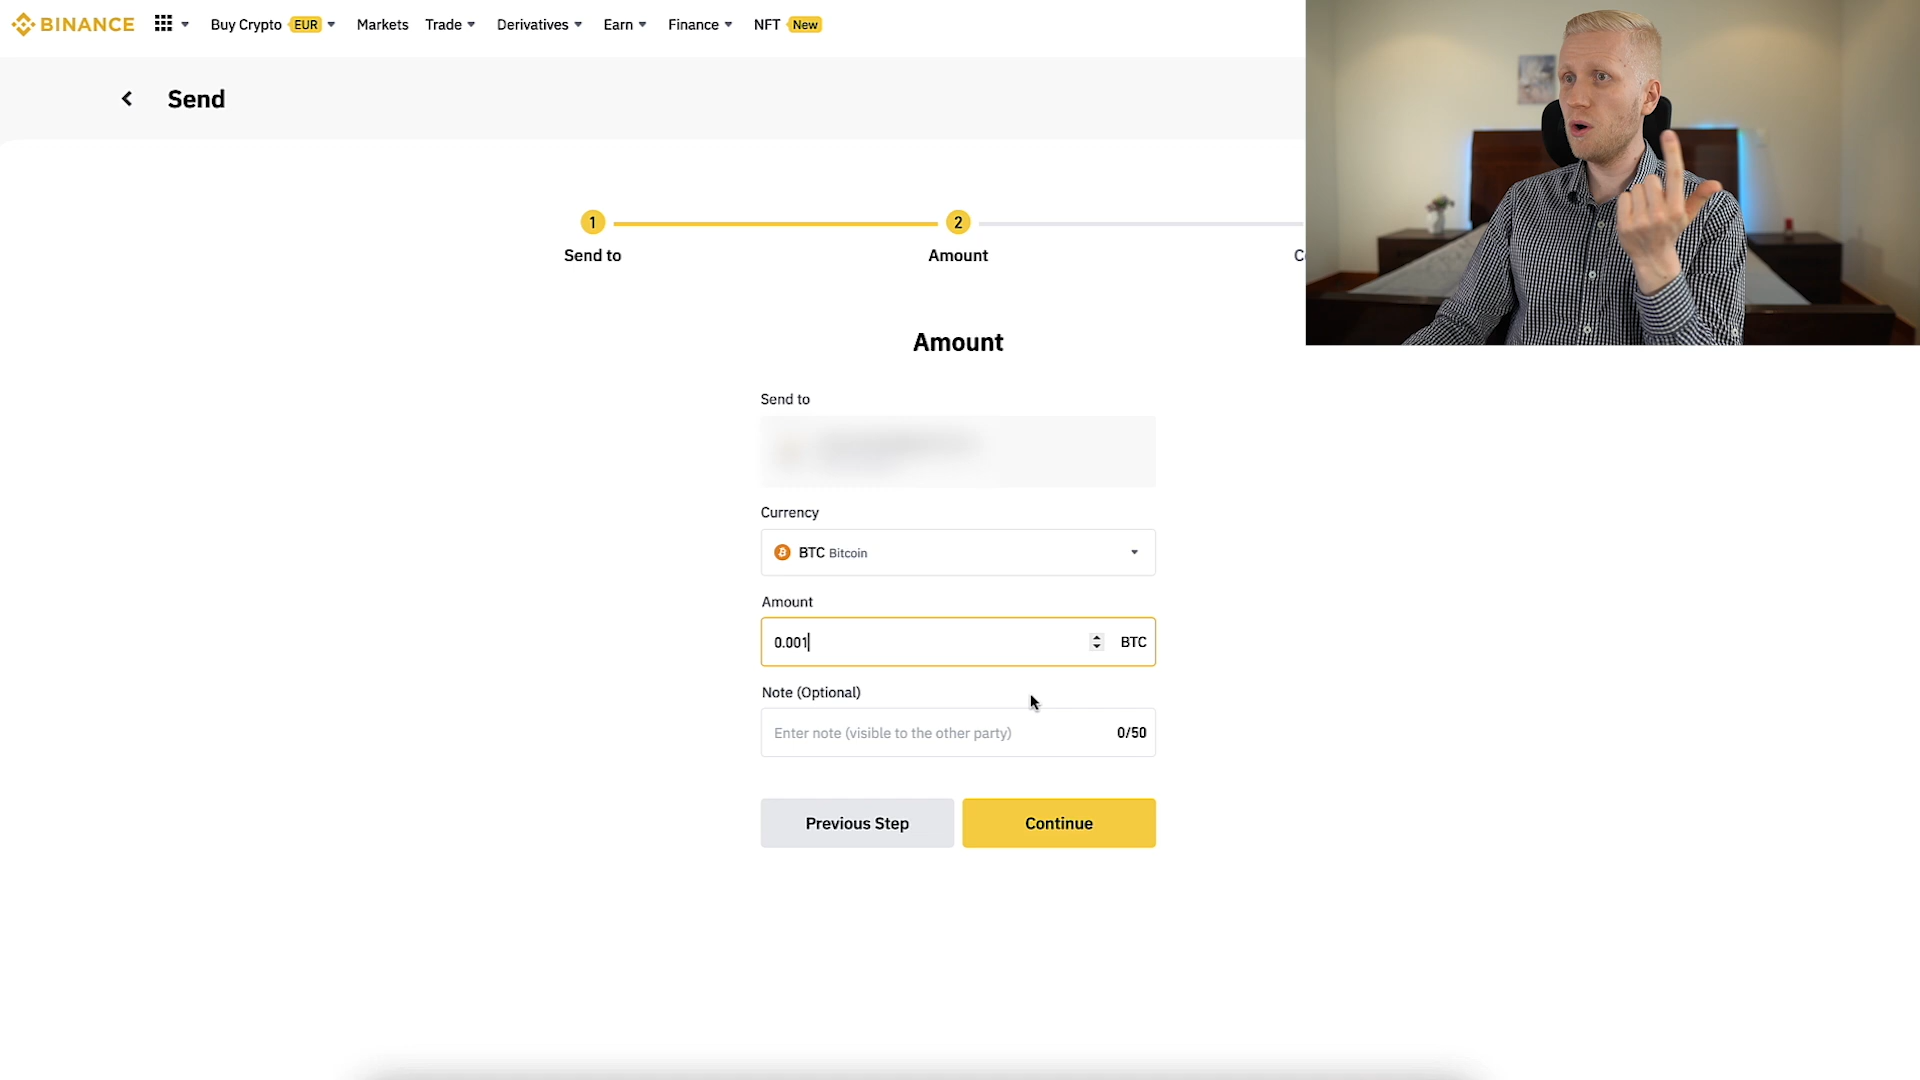 BINANCE Buy Crypto EUR Markets Trade Derivatives Earn Finance NFT New
Send
1 2
Send to Amount C
Amount
Send to
Currency
BTC Bitcoin
Amount
0.001 BTC
Note (Optional)
Enter note (visible to the other party) 0/50
Previous Step Continue